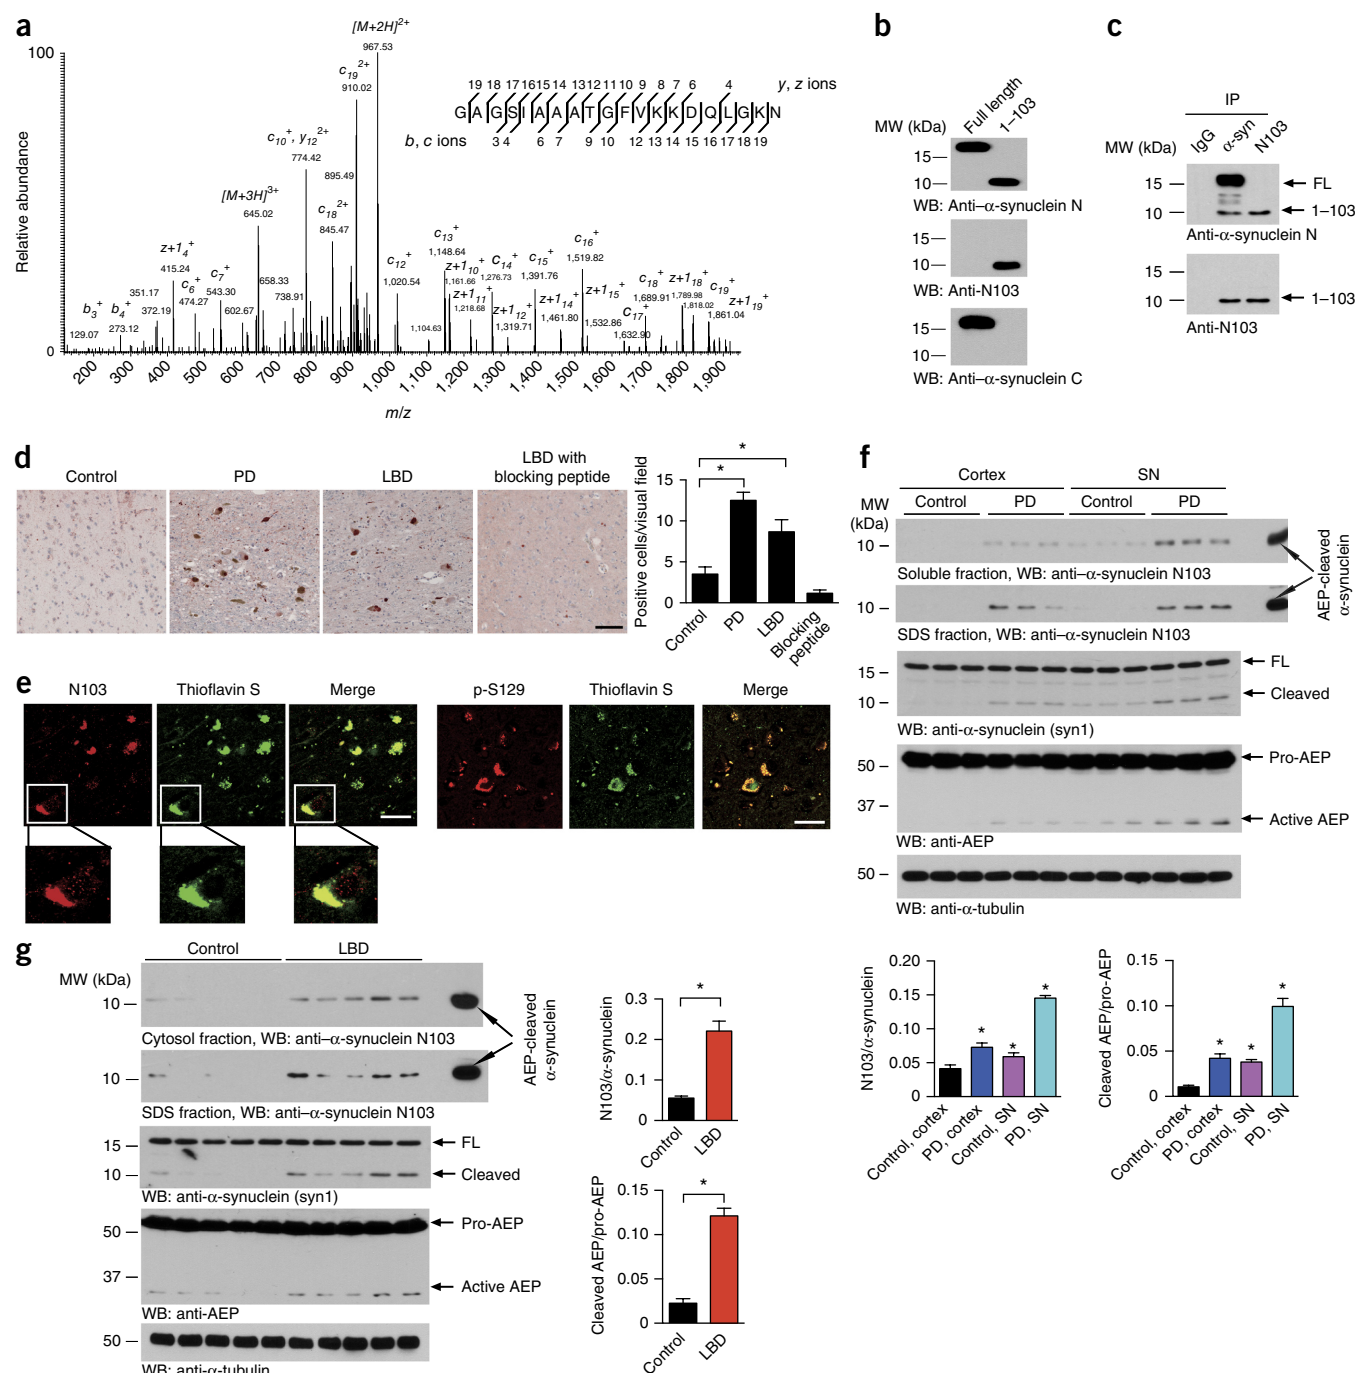 a
100
0
Relative abundance
200 300 400 500 600 700 800 900 1,000 1,100 1,200 1,300 1,400 1,500 1,600 1,700 1,800 1,900
m/z
[M+2H]2+
967.53
c19 2+
910.02
c10+, y12 2+
774.42
895.49
[M+3H]3+
645.02
c18 2+
845.47
z+1 4+
415.24
c7+
543.30
658.33
c6+
474.27
351.17
372.19
602.67
738.91
b3+
129.07
b4+
273.12
c12+
1,020.54
c13+
1,148.64
z+1 10+
1,161.66
z+1 11+
1,218.68
1,104.63
c14+
1,276.73
z+1 12+
1,319.71
c15+
1,391.76
z+1 14+
1,461.80
c16+
1,519.82
z+1 15+
1,532.86
c17+
1,632.90
c18+
1,689.91
z+1 18+
1,789.98
1,818.02
c19+
1,861.04
z+1 19+
19 18 17 16 15 14 13 12 11 10 9 8 7 6 4 y, z ions
GAGSIAAATGFVKKDQLGKN
b, c ions 3 4 6 7 9 10 12 13 14 15 16 17 18 19
b
Full length
1–103
MW (kDa)
15
10
WB: Anti–α-synuclein N
15
10
WB: Anti-N103
15
10
WB: Anti–α-synuclein C
c
IP
IgG
α-syn
N103
MW (kDa)
15
FL
10
1–103
Anti-α-synuclein N
10
1–103
Anti-N103
d
Control
PD
LBD
LBD with blocking peptide
Positive cells/visual field
15
10
5
0
* *
Control
PD
LBD
Blocking peptide
e
N103
Thioflavin S
Merge
p-S129
Thioflavin S
Merge
f
Cortex
SN
Control PD Control PD
MW (kDa)
10
Soluble fraction, WB: anti–α-synuclein N103
10
SDS fraction, WB: anti–α-synuclein N103
AEP-cleaved α-synuclein
15
FL
10
Cleaved
WB: anti-α-synuclein (syn1)
50
Pro-AEP
37
Active AEP
WB: anti-AEP
50
WB: anti-α-tubulin
N103/α-synuclein
0.20
0.15
0.10
0.05
0
* * *
Control, cortex
PD, cortex
Control, SN
PD, SN
Cleaved AEP/pro-AEP
0.15
0.10
0.05
0
* * *
Control, cortex
PD, cortex
Control, SN
PD, SN
g
Control
LBD
MW (kDa)
10
Cytosol fraction, WB: anti–α-synuclein N103
10
SDS fraction, WB: anti–α-synuclein N103
AEP-cleaved α-synuclein
15
FL
10
Cleaved
WB: anti-α-synuclein (syn1)
50
Pro-AEP
37
Active AEP
WB: anti-AEP
50
WB: anti-α-tubulin
N103/α-synuclein
0.3
0.2
0.1
0
*
Control
LBD
Cleaved AEP/pro-AEP
0.15
0.10
0.05
0
*
Control
LBD